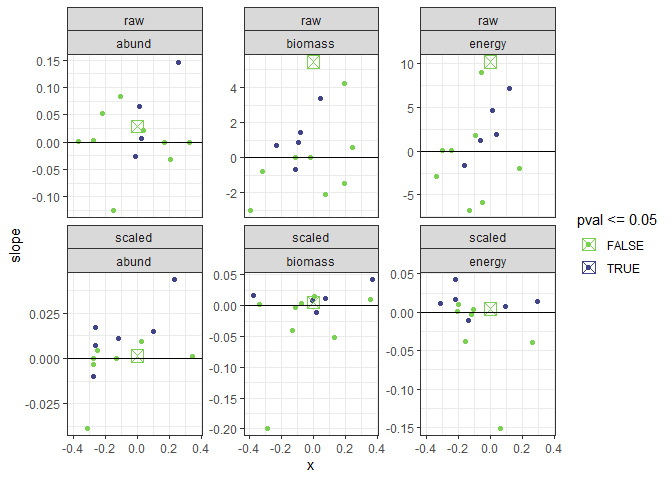 raw raw raw
abund biomass energy
0.15
0.10
0.05
0.00
-0.05
-0.10
4
2
0
-2
10
5
0
-5
slope
scaled scaled scaled
abund biomass energy
0.025
0.000
-0.025
0.05
0.00
-0.05
-0.10
-0.15
-0.20
0.05
0.00
-0.05
-0.10
-0.15
-0.4 -0.2 0.0 0.2 0.4 -0.4 -0.2 0.0 0.2 0.4 -0.4 -0.2 0.0 0.2 0.4
x
pval <= 0.05
FALSE
TRUE